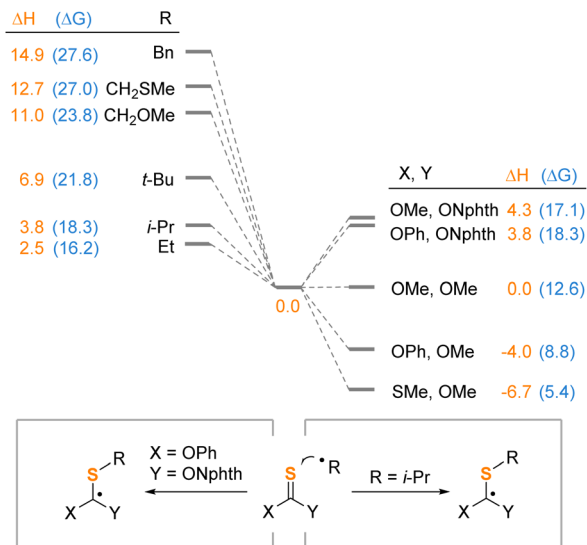 ΔH (ΔG) R
14.9 (27.6) Bn
12.7 (27.0) CH₂SMe
11.0 (23.8) CH₂OMe
6.9 (21.8) t-Bu
3.8 (18.3) i-Pr
2.5 (16.2) Et
0.0
X, Y ΔH (ΔG)
OMe, ONphth 4.3 (17.1)
OPh, ONphth 3.8 (18.3)
OMe, OMe 0.0 (12.6)
OPh, OMe -4.0 (8.8)
SMe, OMe -6.7 (5.4)
S R X Y
X = OPh
Y = ONphth
S R X Y
R = i-Pr
S R X Y